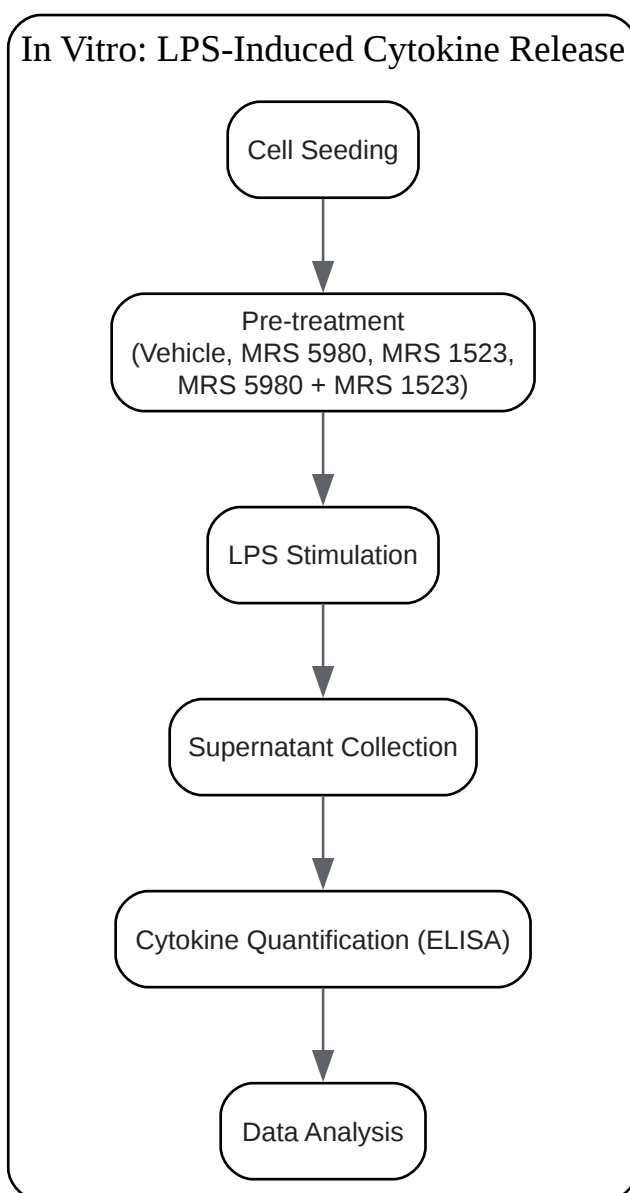 In Vitro: LPS-Induced Cytokine Release
Cell Seeding
Pre-treatment
(Vehicle, MRS 5980, MRS 1523,
MRS 5980 + MRS 1523)
LPS Stimulation
Supernatant Collection
Cytokine Quantification (ELISA)
Data Analysis